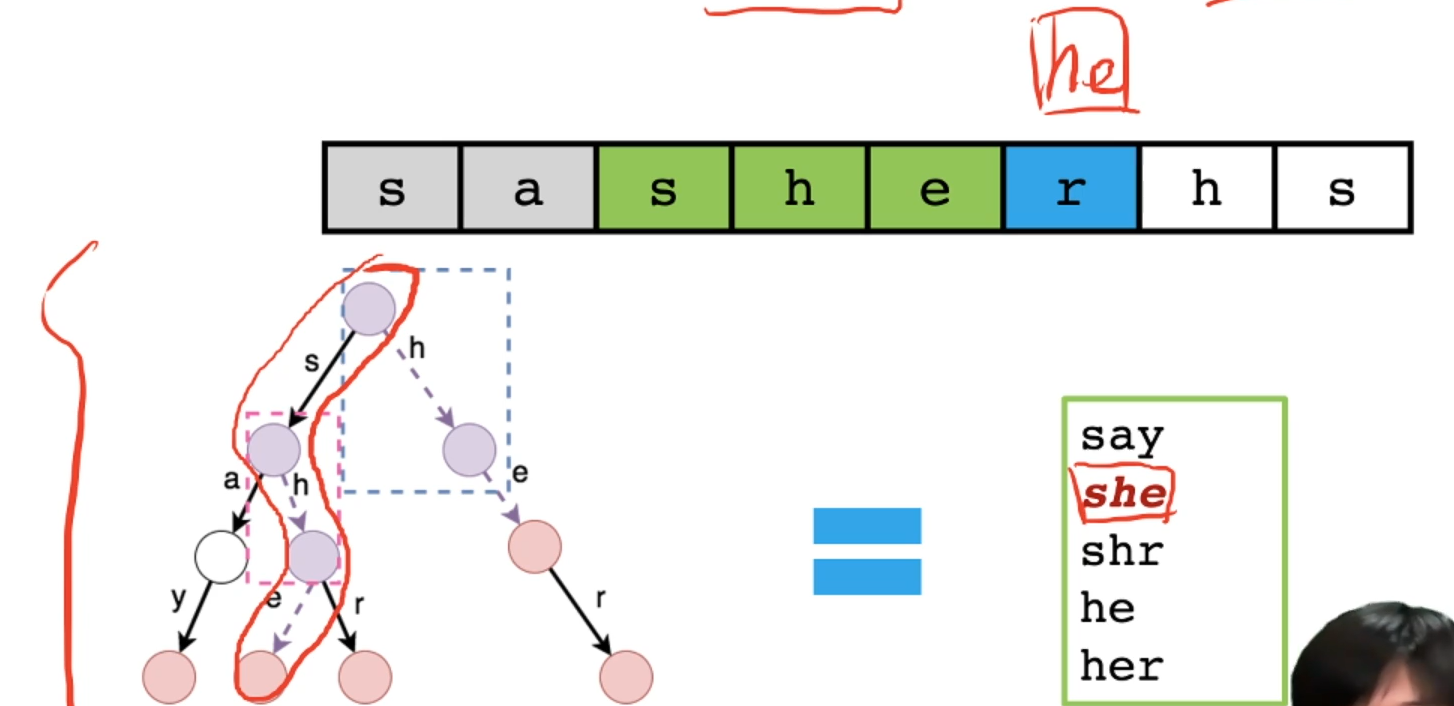 he
s a s h e r h s
s h
a h e
y e r r
say
she
shr
he
her